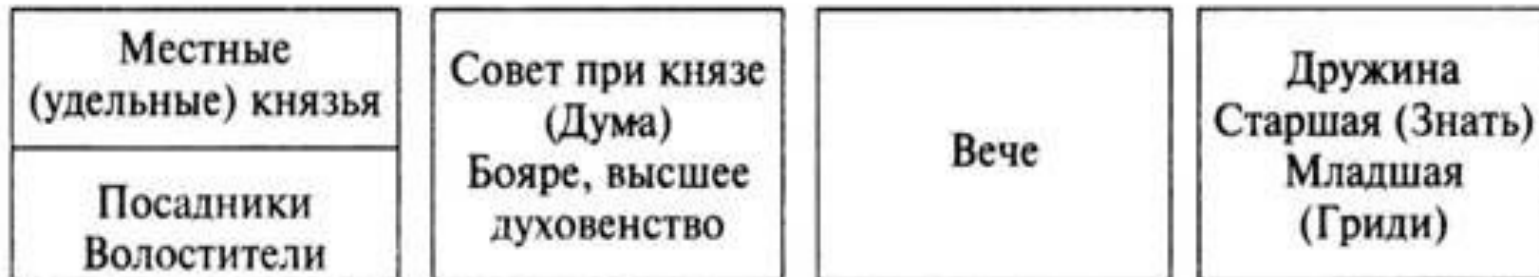 Местные
(удельные) князья
Посадники
Волостители
Совет при князе
(Дума)
Бояре, высшее
духовенство
Вече
Дружина
Старшая (Знать)
Младшая
(Гриди)